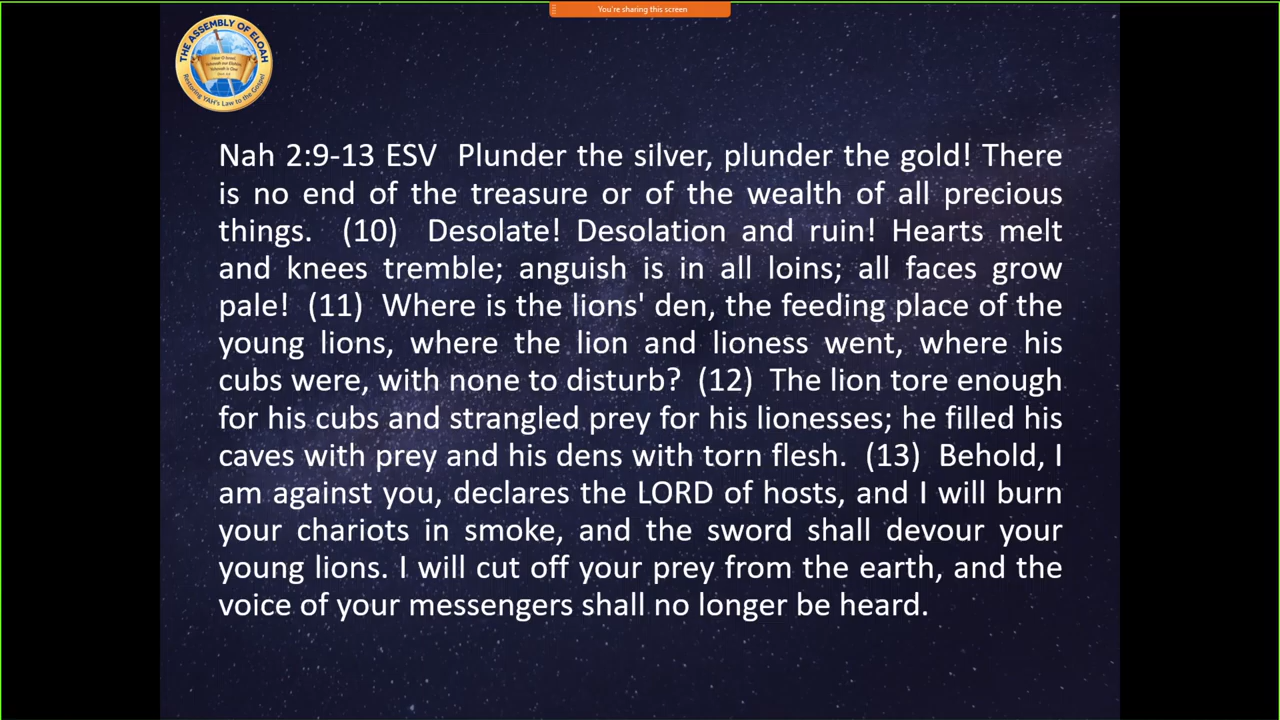 You're sharing this screen
THE ASSEMBLY OF ELOAH
Restoring YAH's Law to the Gospel
Nah 2:9-13 ESV  Plunder the silver, plunder the gold! There
is no end of the treasure or of the wealth of all precious
things.  (10)  Desolate! Desolation and ruin! Hearts melt
and knees tremble; anguish is in all loins; all faces grow
pale!  (11)  Where is the lions' den, the feeding place of the
young lions, where the lion and lioness went, where his
cubs were, with none to disturb?  (12)  The lion tore enough
for his cubs and strangled prey for his lionesses; he filled his
caves with prey and his dens with torn flesh.  (13)  Behold, I
am against you, declares the LORD of hosts, and I will burn
your chariots in smoke, and the sword shall devour your
young lions. I will cut off your prey from the earth, and the
voice of your messengers shall no longer be heard.